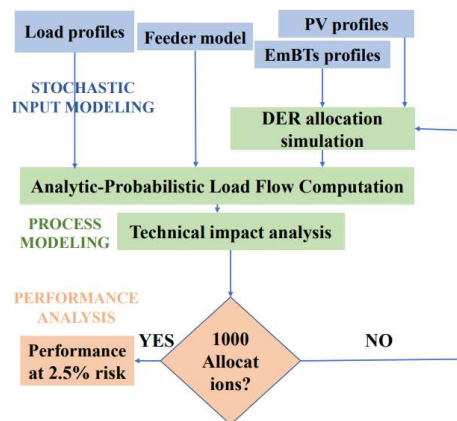 Load profiles
Feeder model
PV profiles
EmBTs profiles
STOCHASTIC
INPUT MODELING
DER allocation
simulation
Analytic-Probabilistic Load Flow Computation
PROCESS
MODELING
Technical impact analysis
PERFORMANCE
ANALYSIS
YES
1000
Allocat
ions?
NO
Performance
at 2.5% risk